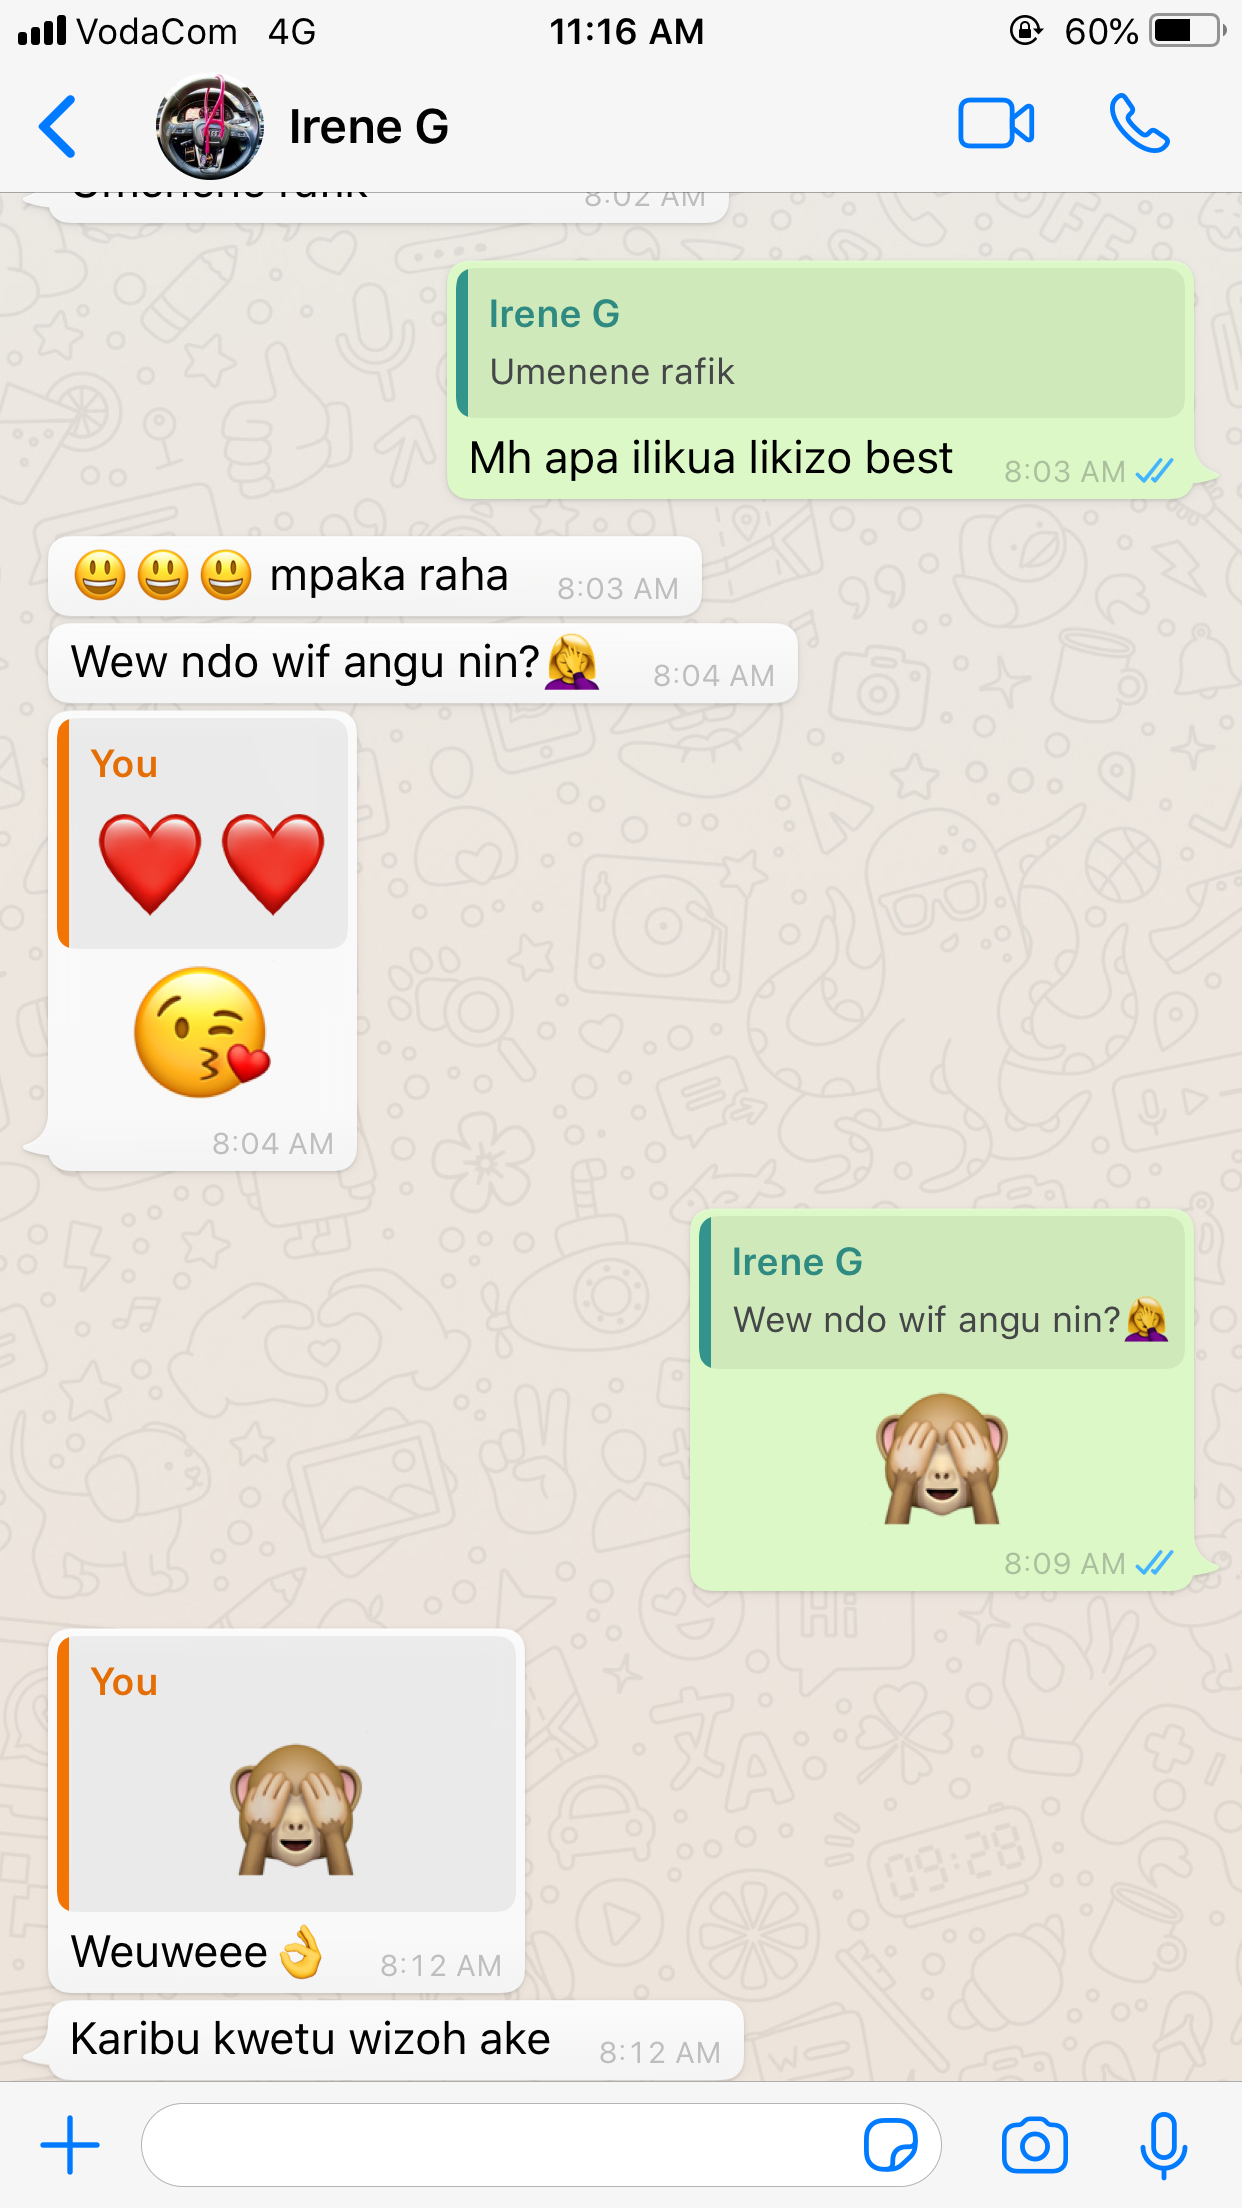 VodaCom 4G 11:16 AM 60%
Irene G
Umenene rafik 8:02 AM
Irene G
Umenene rafik
Mh apa ilikua likizo best 8:03 AM
😃😃😃 mpaka raha 8:03 AM
Wew ndo wif angu nin?🤦‍♀️ 8:04 AM
You
❤️❤️
😘
8:04 AM
Irene G
Wew ndo wif angu nin?🤦‍♀️
🙈
8:09 AM
You
🙈
Weuweee👌 8:12 AM
Karibu kwetu wizoh ake 8:12 AM